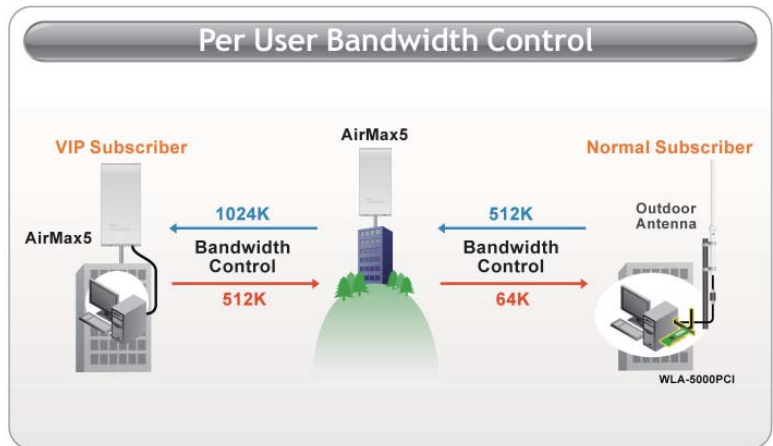 Per User Bandwidth Control
VIP Subscriber
AirMax5
AirMax5
1024K
Bandwidth
Control
512K
Normal Subscriber
512K
Bandwidth
Control
64K
Outdoor
Antenna
WLA-5000PCI